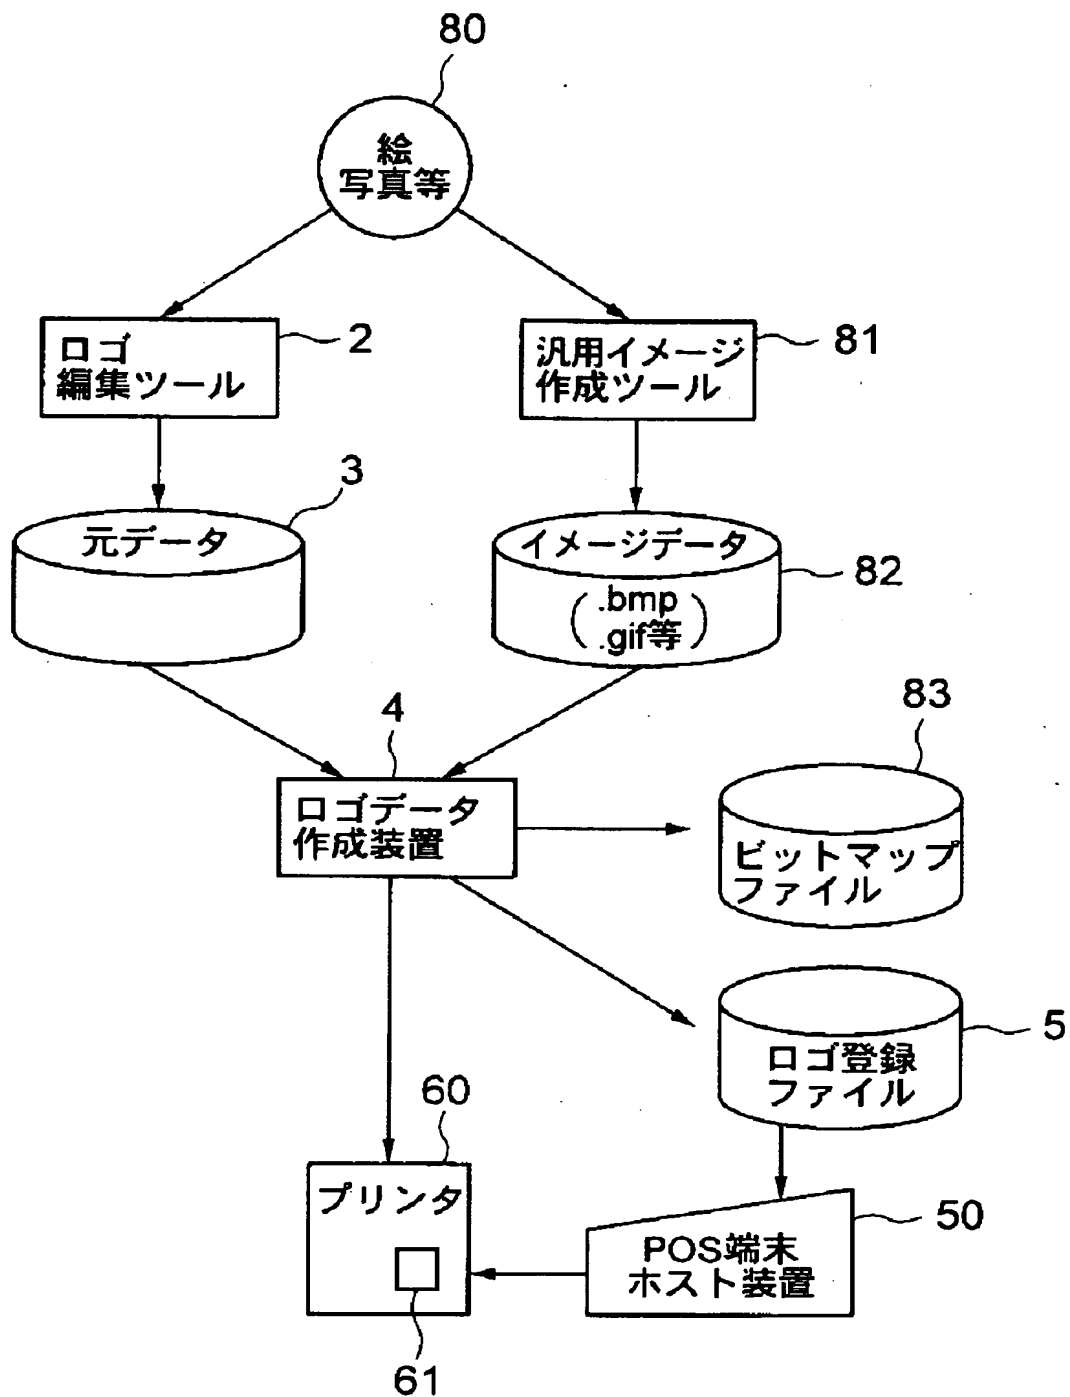 80
絵
写真等
ロゴ
編集ツール
2
汎用イメージ
作成ツール
81
3
元データ
イメージデータ
(.bmp
.gif等)
82
4
83
ロゴデータ
作成装置
ビットマップ
ファイル
5
ロゴ登録
ファイル
60
プリンタ
50
POS端末
ホスト装置
61